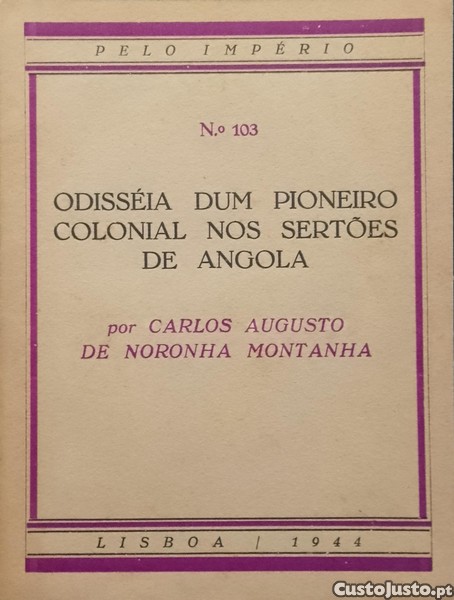 PELO IMPÉRIO
N.º 103
ODISSÉIA DUM PIONEIRO
COLONIAL NOS SERTÕES
DE ANGOLA
por CARLOS AUGUSTO
DE NORONHA MONTANHA
LISBOA / 1944
CustoJusto.pt